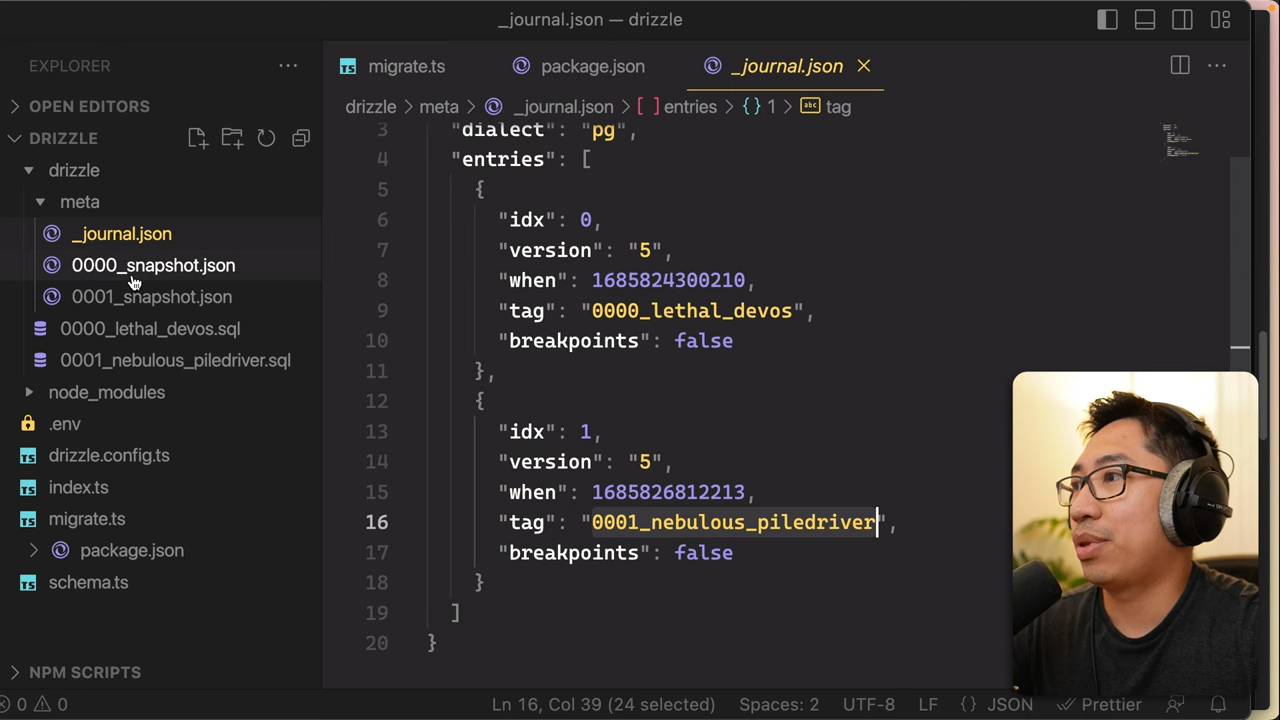 _journal.json — drizzle
EXPLORER
OPEN EDITORS
DRIZZLE
drizzle
meta
_journal.json
0000_snapshot.json
0001_snapshot.json
0000_lethal_devos.sql
0001_nebulous_piledriver.sql
node_modules
.env
drizzle.config.ts
index.ts
migrate.ts
package.json
schema.ts
NPM SCRIPTS
TS migrate.ts package.json _journal.json
drizzle > meta > _journal.json > [ ] entries > {} 1 > abc tag
3 "dialect": "pg",
4 "entries": [
5 {
6 "idx": 0,
7 "version": "5",
8 "when": 1685824300210,
9 "tag": "0000_lethal_devos",
10 "breakpoints": false
11 },
12 {
13 "idx": 1,
14 "version": "5",
15 "when": 1685826812213,
16 "tag": "0001_nebulous_piledriver",
17 "breakpoints": false
18 }
19 ]
20 }
0 0 Ln 16, Col 39 (24 selected) Spaces: 2 UTF-8 LF {} JSON Prettier